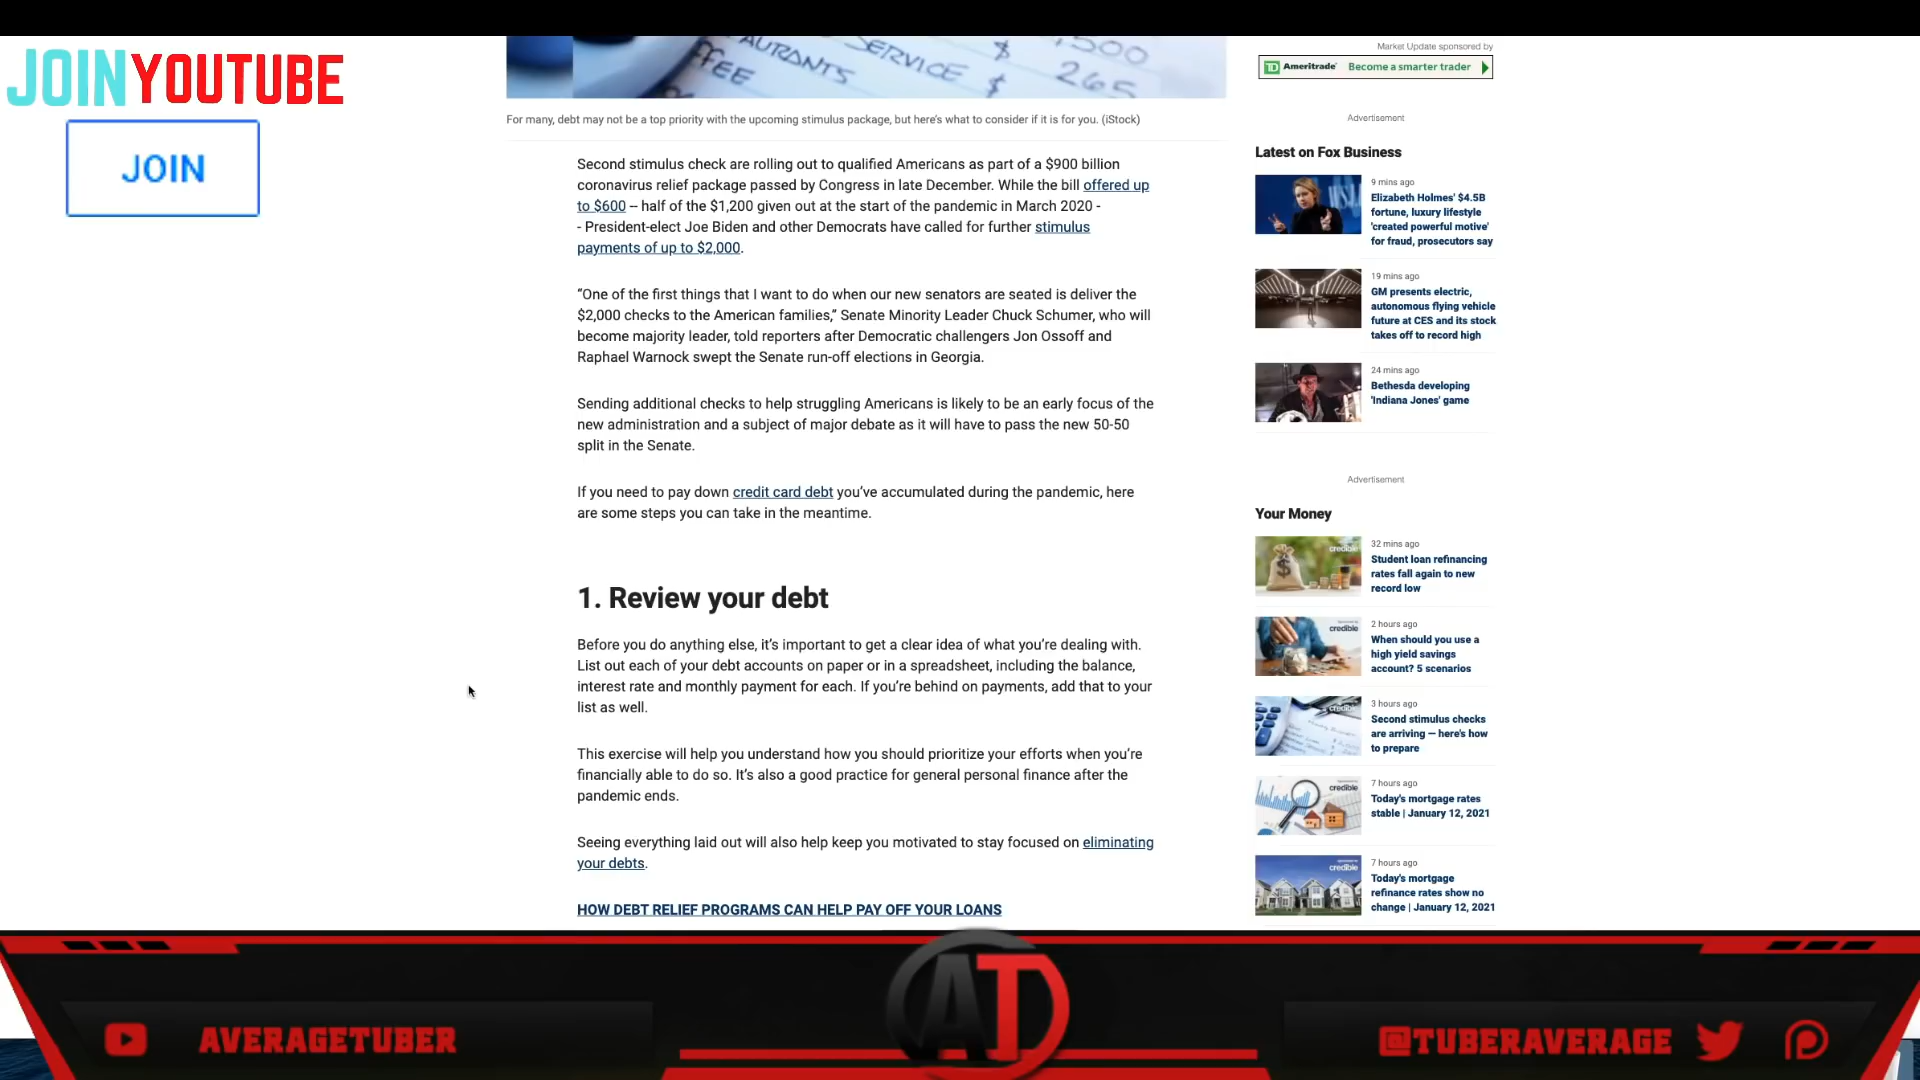 JOINYOUTUBE
JOIN
AURANTS
SERVICE
$
1500
FFEE
$
265
For many, debt may not be a top priority with the upcoming stimulus package, but here's what to consider if it is for you. (iStock)
Second stimulus check are rolling out to qualified Americans as part of a $900 billion
coronavirus relief package passed by Congress in late December. While the bill offered up
to $600 -- half of the $1,200 given out at the start of the pandemic in March 2020 -
- President-elect Joe Biden and other Democrats have called for further stimulus
payments of up to $2,000.
“One of the first things that I want to do when our new senators are seated is deliver the
$2,000 checks to the American families,” Senate Minority Leader Chuck Schumer, who will
become majority leader, told reporters after Democratic challengers Jon Ossoff and
Raphael Warnock swept the Senate run-off elections in Georgia.
Sending additional checks to help struggling Americans is likely to be an early focus of the
new administration and a subject of major debate as it will have to pass the new 50-50
split in the Senate.
If you need to pay down credit card debt you’ve accumulated during the pandemic, here
are some steps you can take in the meantime.
1. Review your debt
Before you do anything else, it’s important to get a clear idea of what you’re dealing with.
List out each of your debt accounts on paper or in a spreadsheet, including the balance,
interest rate and monthly payment for each. If you’re behind on payments, add that to your
list as well.
This exercise will help you understand how you should prioritize your efforts when you’re
financially able to do so. It’s also a good practice for general personal finance after the
pandemic ends.
Seeing everything laid out will also help keep you motivated to stay focused on eliminating
your debts.
HOW DEBT RELIEF PROGRAMS CAN HELP PAY OFF YOUR LOANS
Market Update sponsored by
TD Ameritrade Become a smarter trader
Advertisement
Latest on Fox Business
9 mins ago
Elizabeth Holmes' $4.5B
fortune, luxury lifestyle
'created powerful motive'
for fraud, prosecutors say
19 mins ago
GM presents electric,
autonomous flying vehicle
future at CES and its stock
takes off to record high
24 mins ago
Bethesda developing
'Indiana Jones' game
Advertisement
Your Money
credible
32 mins ago
Student loan refinancing
rates fall again to new
record low
credible
2 hours ago
When should you use a
high yield savings
account? 5 scenarios
credible
3 hours ago
Second stimulus checks
are arriving — here's how
to prepare
credible
7 hours ago
Today's mortgage rates
stable | January 12, 2021
credible
7 hours ago
Today's mortgage
refinance rates show no
change | January 12, 2021
AVERAGETUBER
AT
@TUBERAVERAGE